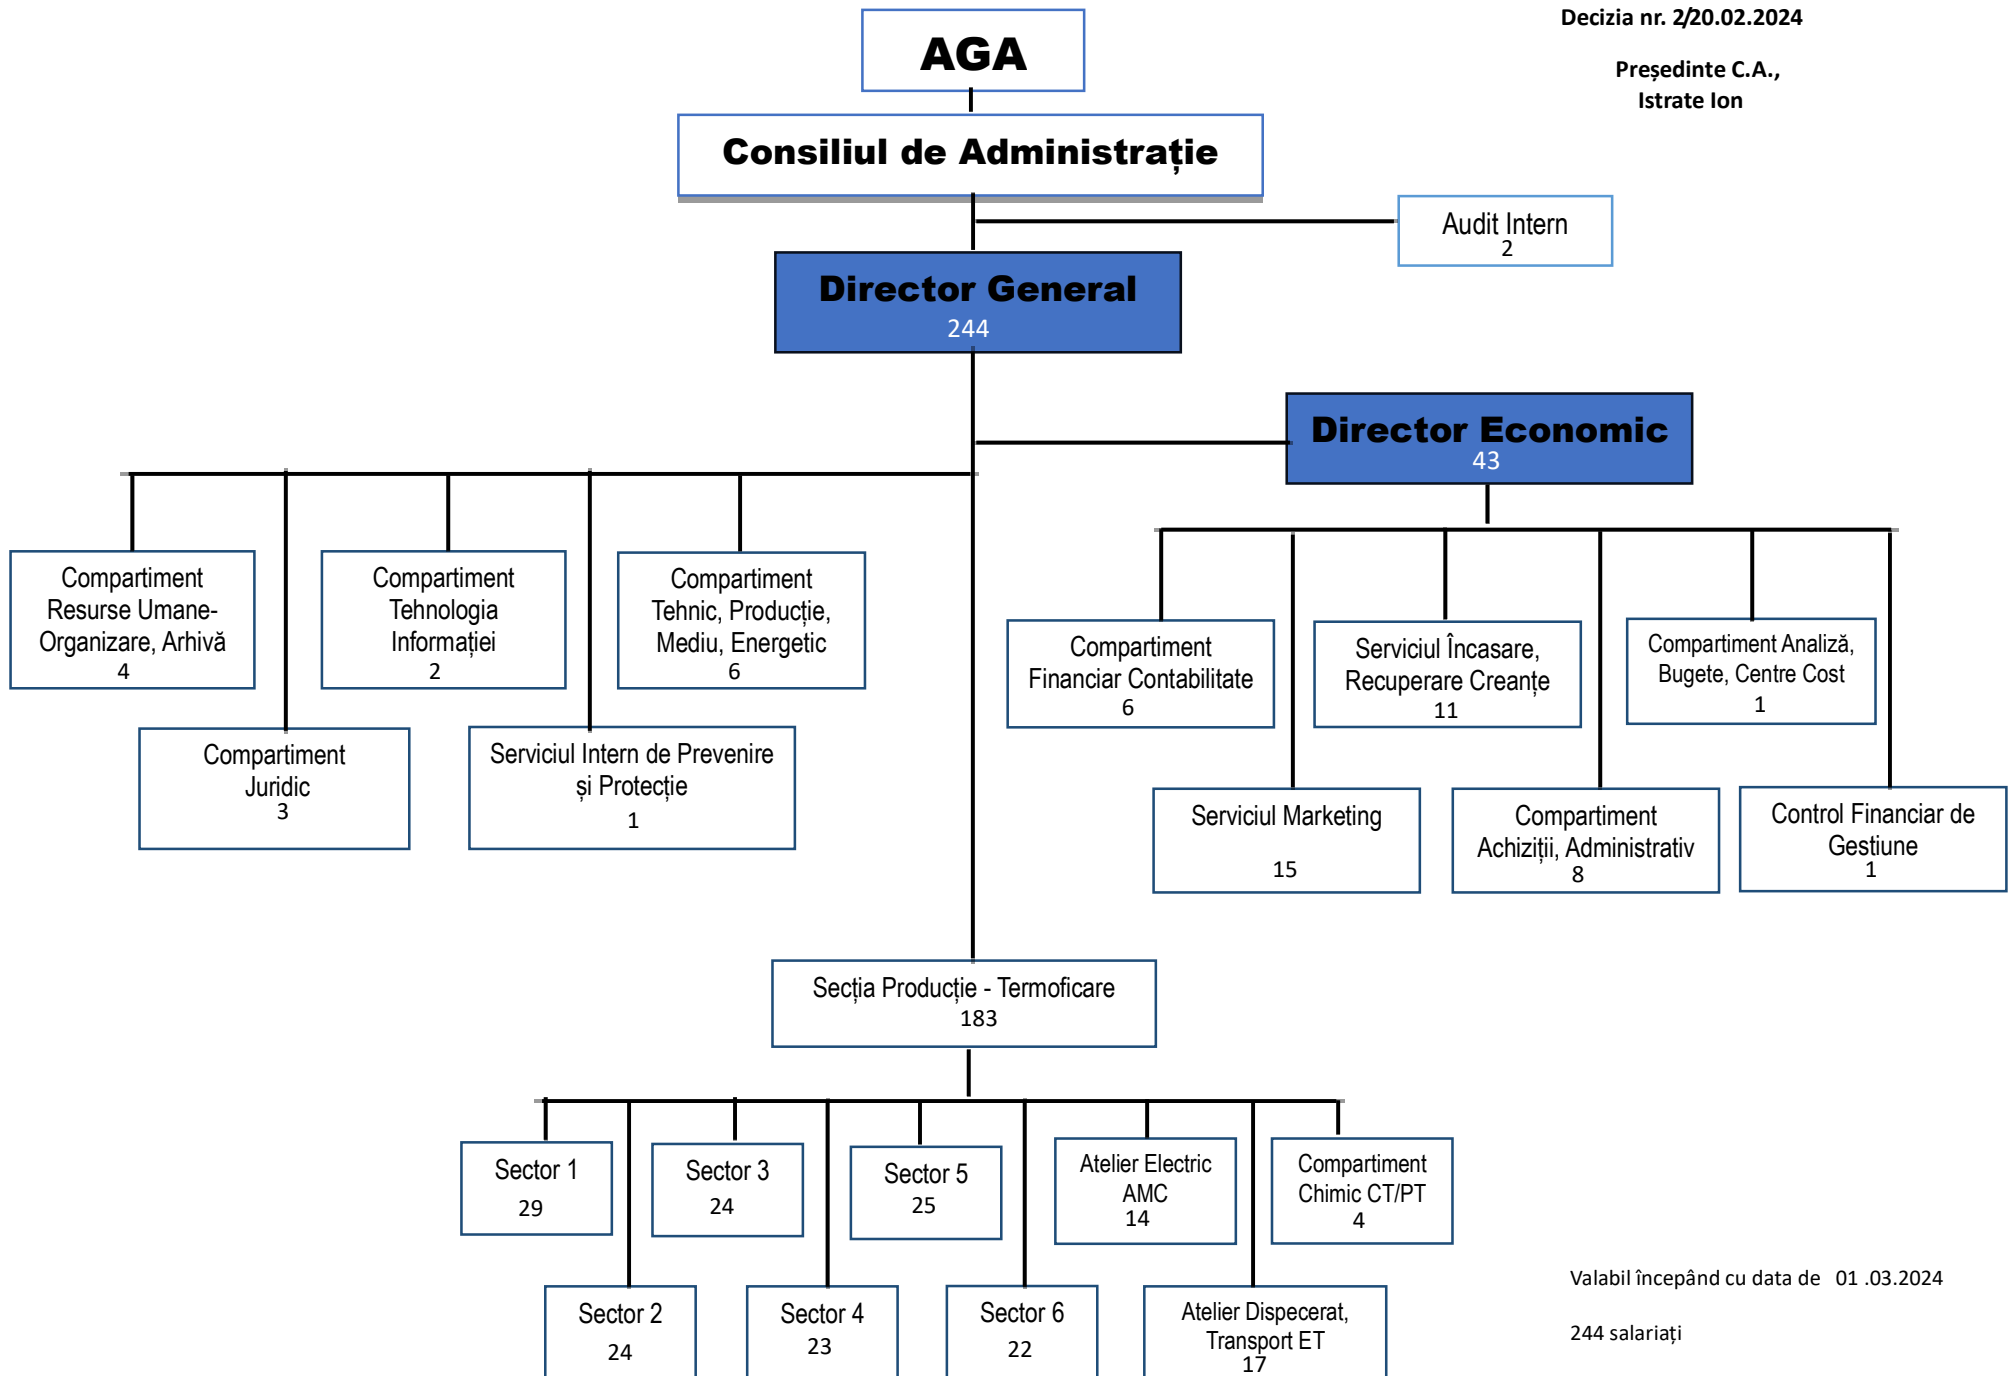 Decizia nr. 2/20.02.2024
Președinte C.A.,
Istrate Ion
AGA
Consiliul de Administrație
Audit Intern
2
Director General
244
Director Economic
43
Compartiment
Resurse Umane-
Organizare, Arhivă
4
Compartiment
Tehnologia
Informației
2
Compartiment
Tehnic, Producție,
Mediu, Energetic
6
Compartiment
Juridic
3
Serviciul Intern de Prevenire
și Protecție
1
Compartiment
Financiar Contabilitate
6
Serviciul Încasare,
Recuperare Creanțe
11
Compartiment Analiză,
Bugete, Centre Cost
1
Serviciul Marketing
15
Compartiment
Achiziții, Administrativ
8
Control Financiar de
Gestiune
1
Secția Producție - Termoficare
183
Sector 1
29
Sector 3
24
Sector 5
25
Atelier Electric
AMC
14
Compartiment
Chimic CT/PT
4
Sector 2
24
Sector 4
23
Sector 6
22
Atelier Dispecerat,
Transport ET
17
Valabil începând cu data de 01 .03.2024
244 salariați